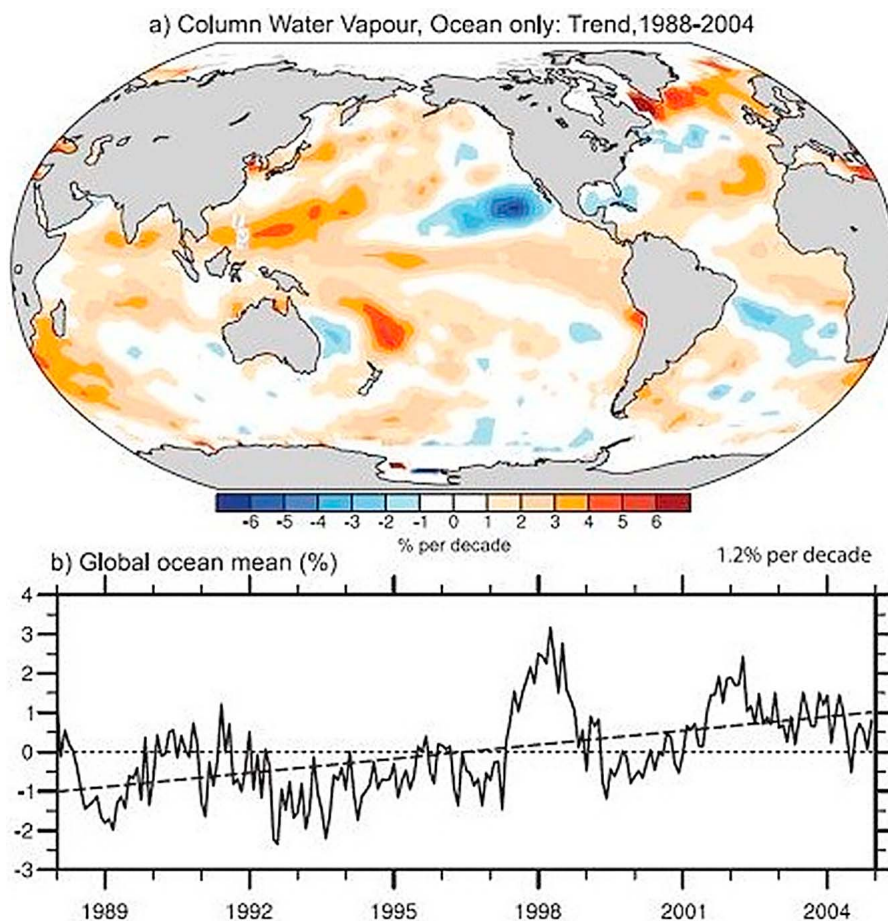 a) Column Water Vapour, Ocean only: Trend,1988-2004
-6 -5 -4 -3 -2 -1 0 1 2 3 4 5 6
% per decade
b) Global ocean mean (%)
1.2% per decade
4
3
2
1
0
-1
-2
-3
1989 1992 1995 1998 2001 2004